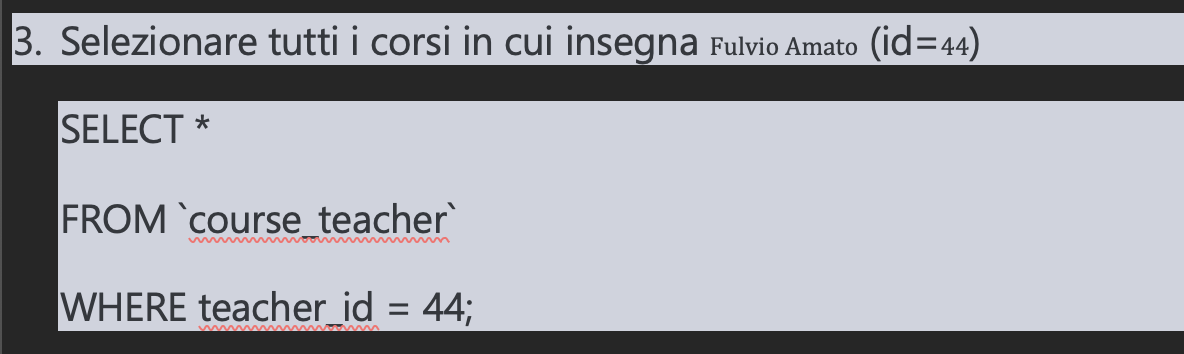 3. Selezionare tutti i corsi in cui insegna Fulvio Amato (id=44)
SELECT *
FROM `course_teacher`
WHERE teacher_id = 44;